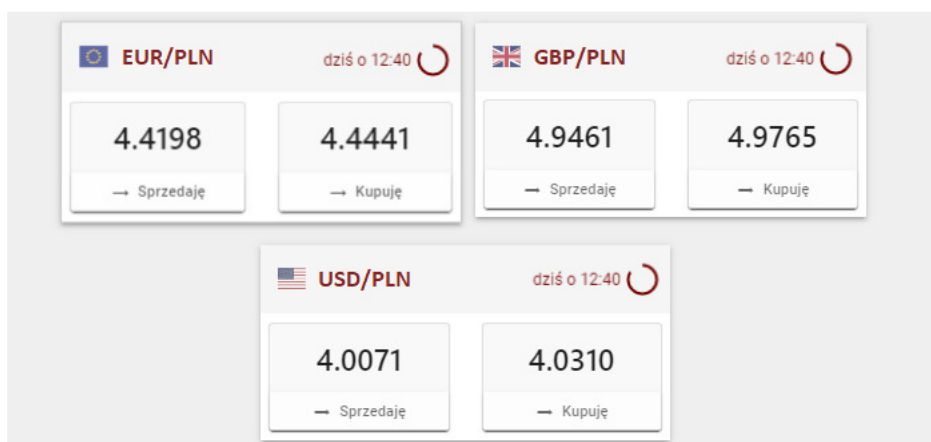 EUR/PLN dziś o 12:40
4.4198 4.4441
→ Sprzedaję → Kupuję
GBP/PLN dziś o 12:40
4.9461 4.9765
→ Sprzedaję → Kupuję
USD/PLN dziś o 12:40
4.0071 4.0310
→ Sprzedaję → Kupuję